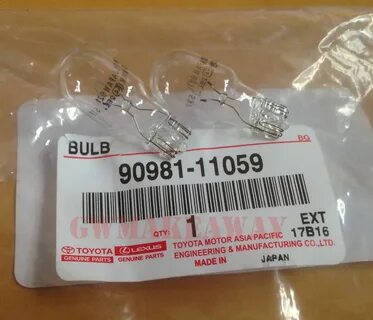 BULB
BG
90981-11059
GWMAKEAWAY
QTY: 1
EXT
17B16
TOYOTA
GENUINE PARTS
LEXUS
GENUINE PARTS
TOYOTA MOTOR ASIA PACIFIC
ENGINEERING & MANUFACTURING CO.,LTD.
MADE IN JAPAN